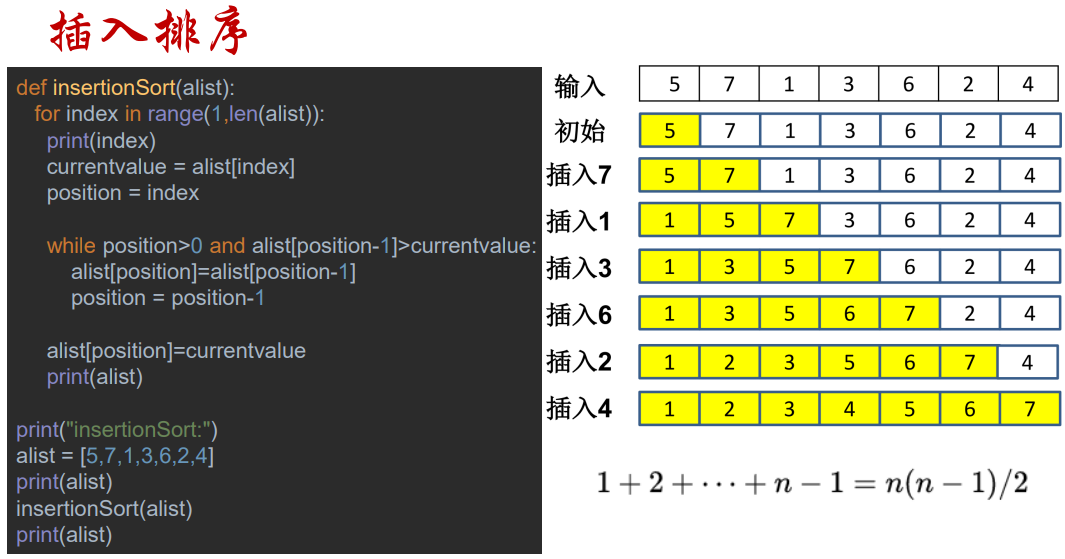 插入排序
def insertionSort(alist):
for index in range(1,len(alist)):
print(index)
currentvalue = alist[index]
position = index
while position>0 and alist[position-1]>currentvalue:
alist[position]=alist[position-1]
position = position-1
alist[position]=currentvalue
print(alist)
print("insertionSort:")
alist = [5,7,1,3,6,2,4]
print(alist)
insertionSort(alist)
print(alist)
输入 5 7 1 3 6 2 4
初始 5 7 1 3 6 2 4
插入7 5 7 1 3 6 2 4
插入1 1 5 7 3 6 2 4
插入3 1 3 5 7 6 2 4
插入6 1 3 5 6 7 2 4
插入2 1 2 3 5 6 7 4
插入4 1 2 3 4 5 6 7
1 + 2 + ⋯ + n − 1 = n(n − 1)/2